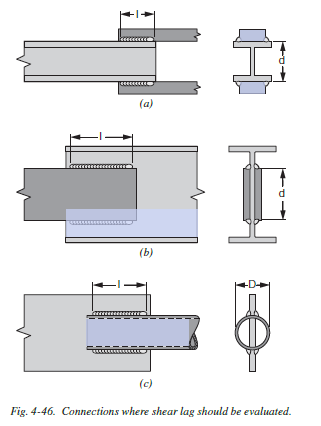 l
d
(a)
l
d
(b)
l
D
(c)
Fig. 4-46. Connections where shear lag should be evaluated.